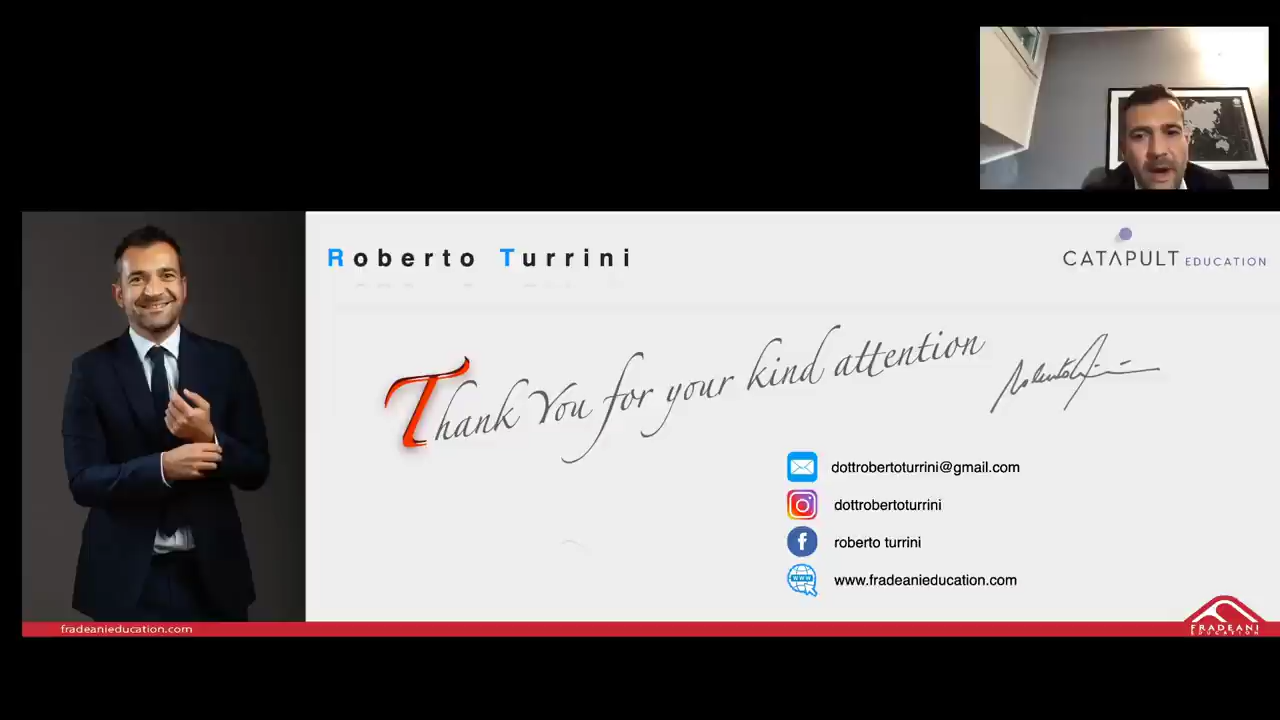 Roberto Turrini
CATAPULT EDUCATION
Thank You for your kind attention
dottrobertoturrini@gmail.com
dottrobertoturrini
roberto turrini
www.fradeanieducation.com
fradeanieducation.com
FRADEANI
EDUCATION